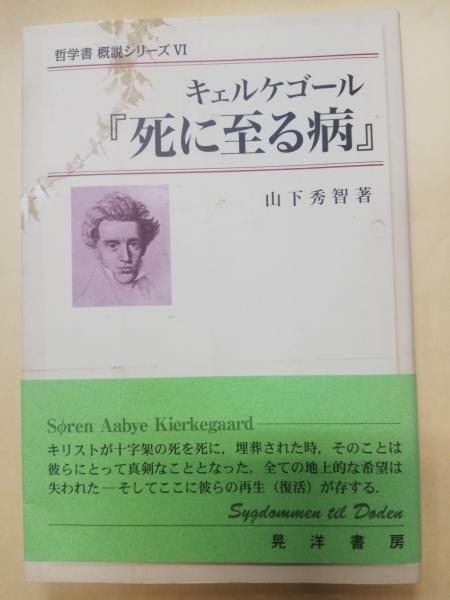 哲学書 概説シリーズ VI
キェルケゴール
『死に至る病』
山下秀智著
Sφren Aabye Kierkegaard
キリストが十字架の死を死に，埋葬された時，そのことは
彼らにとって真剣なこととなった．全ての地上的な希望は
失われた―そしてここに彼らの再生（復活）が存する．
Sygdommen til Døden
晃洋書房